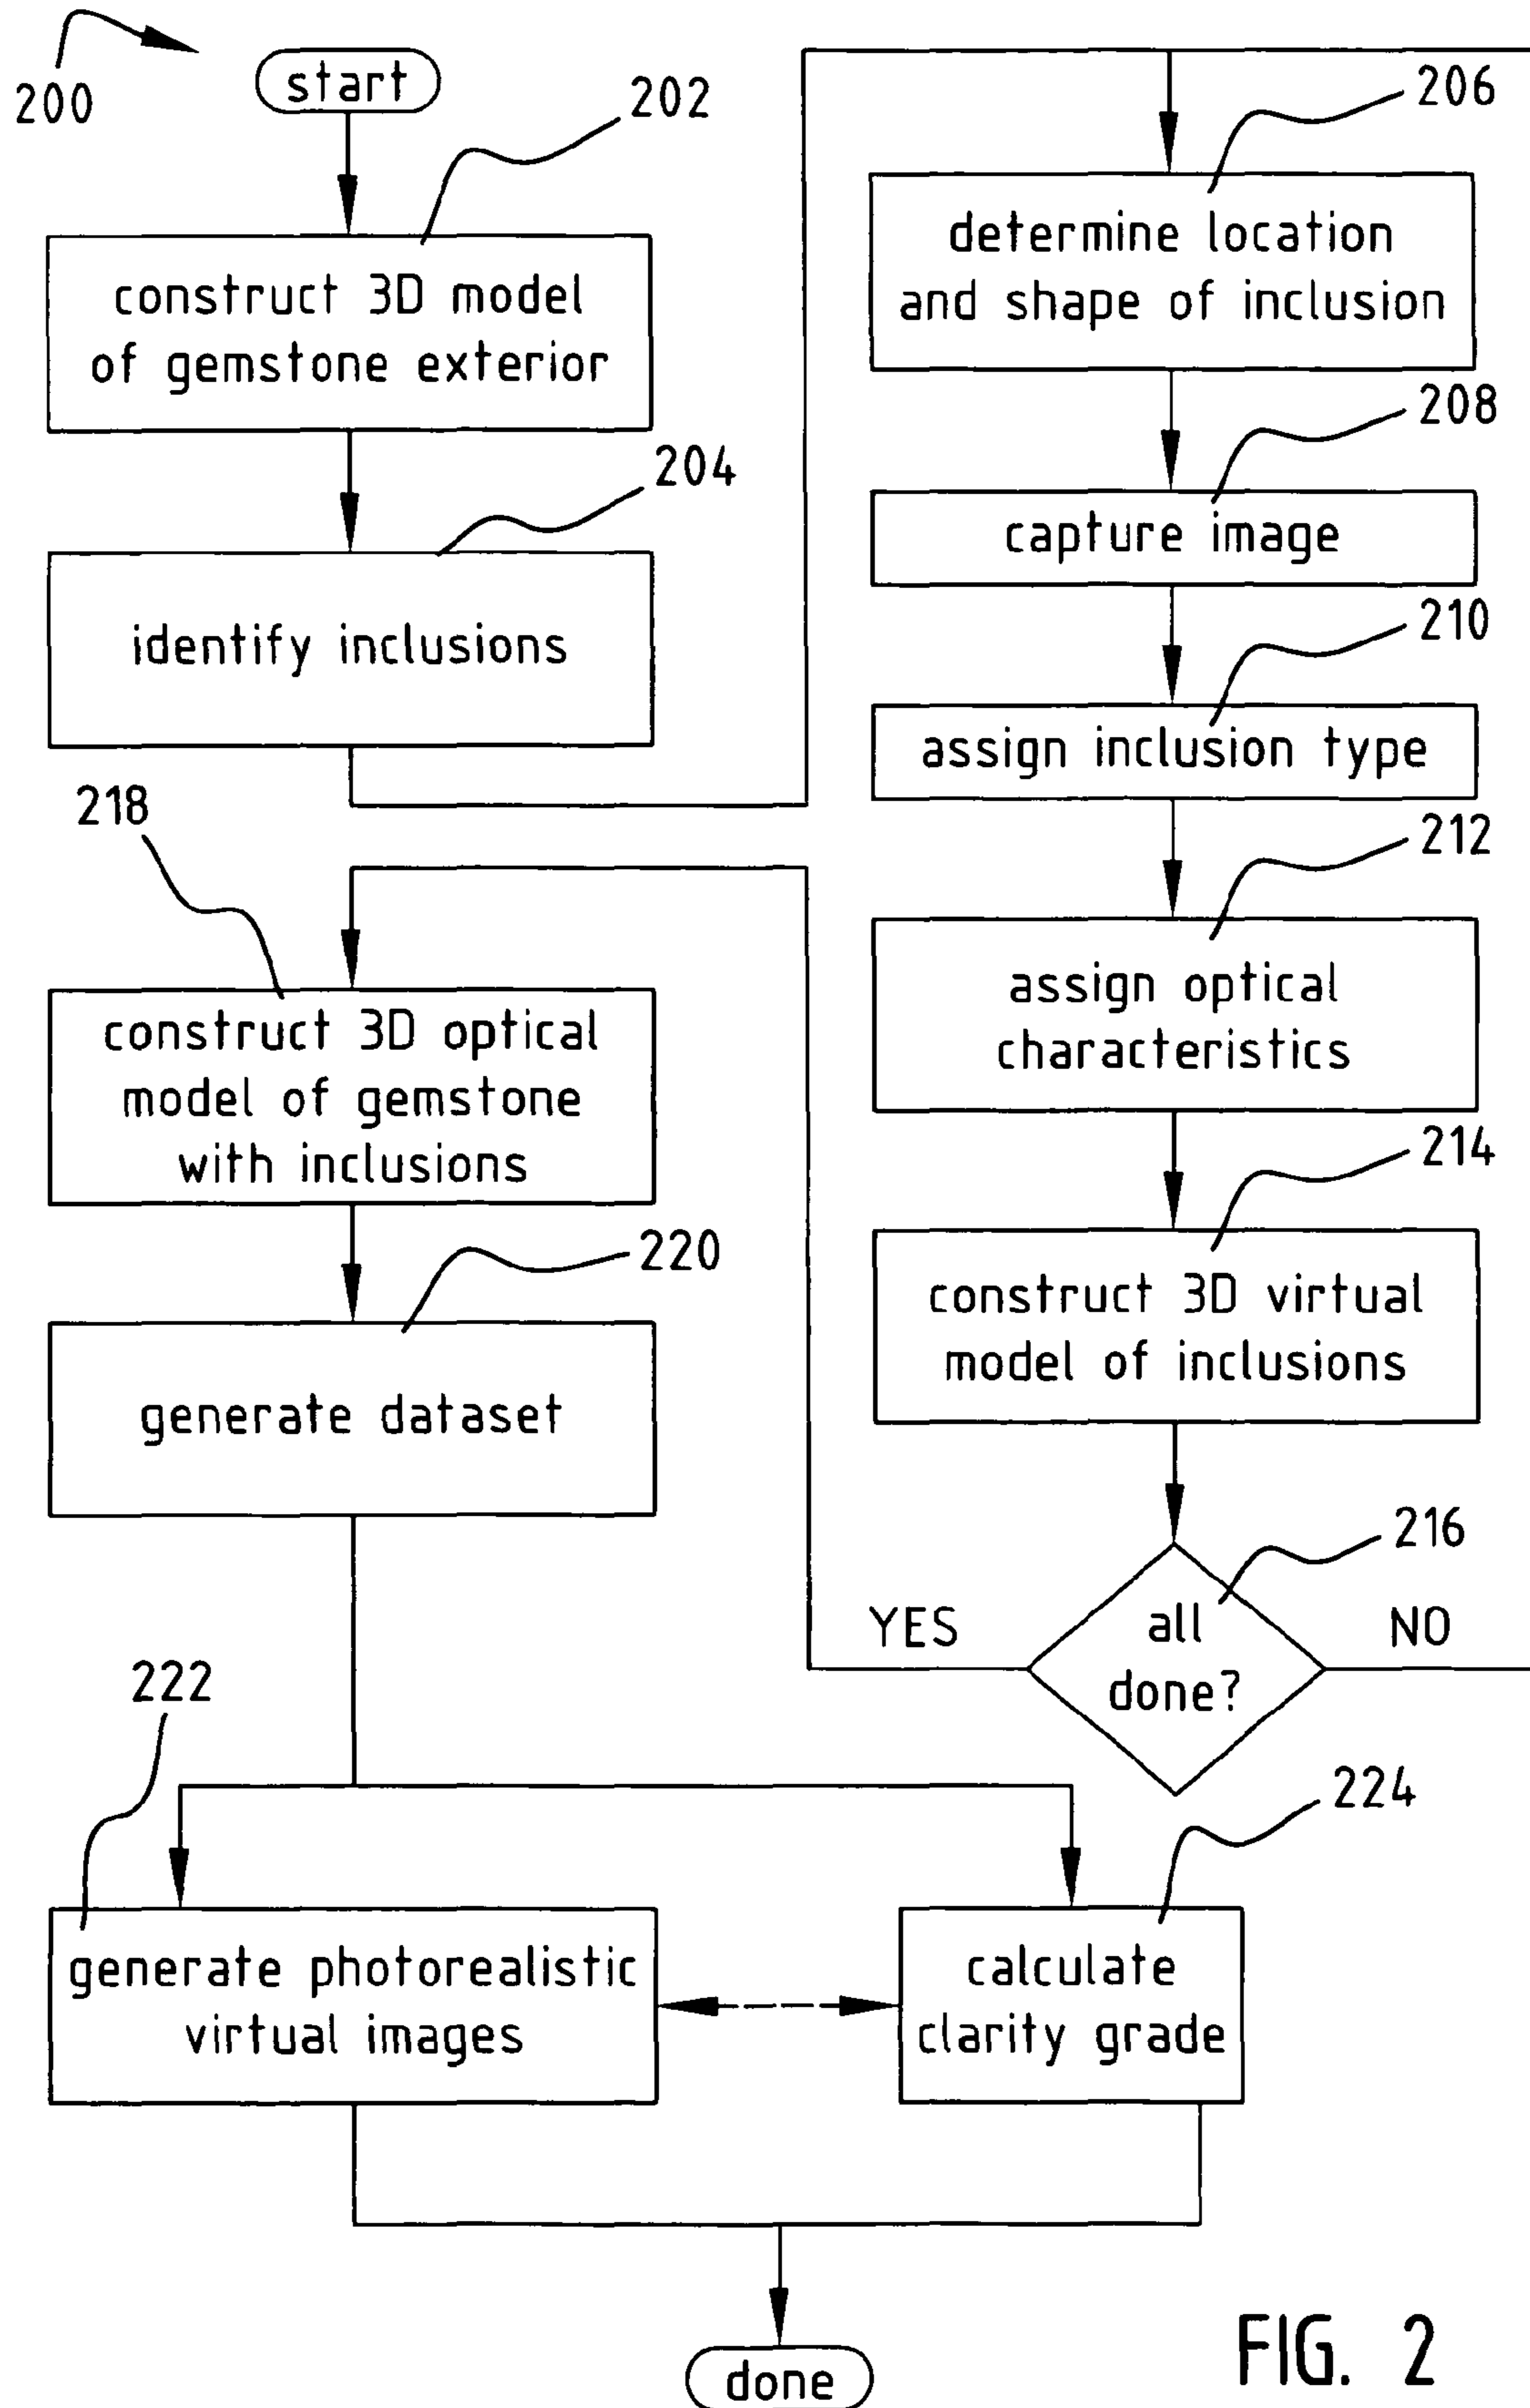 200
start
202
construct 3D model
of gemstone exterior
204
identify inclusions
206
determine location
and shape of inclusion
208
capture image
210
assign inclusion type
212
assign optical
characteristics
214
construct 3D virtual
model of inclusions
216
all
done?
YES
NO
218
construct 3D optical
model of gemstone
with inclusions
220
generate dataset
222
generate photorealistic
virtual images
224
calculate
clarity grade
done
FIG. 2